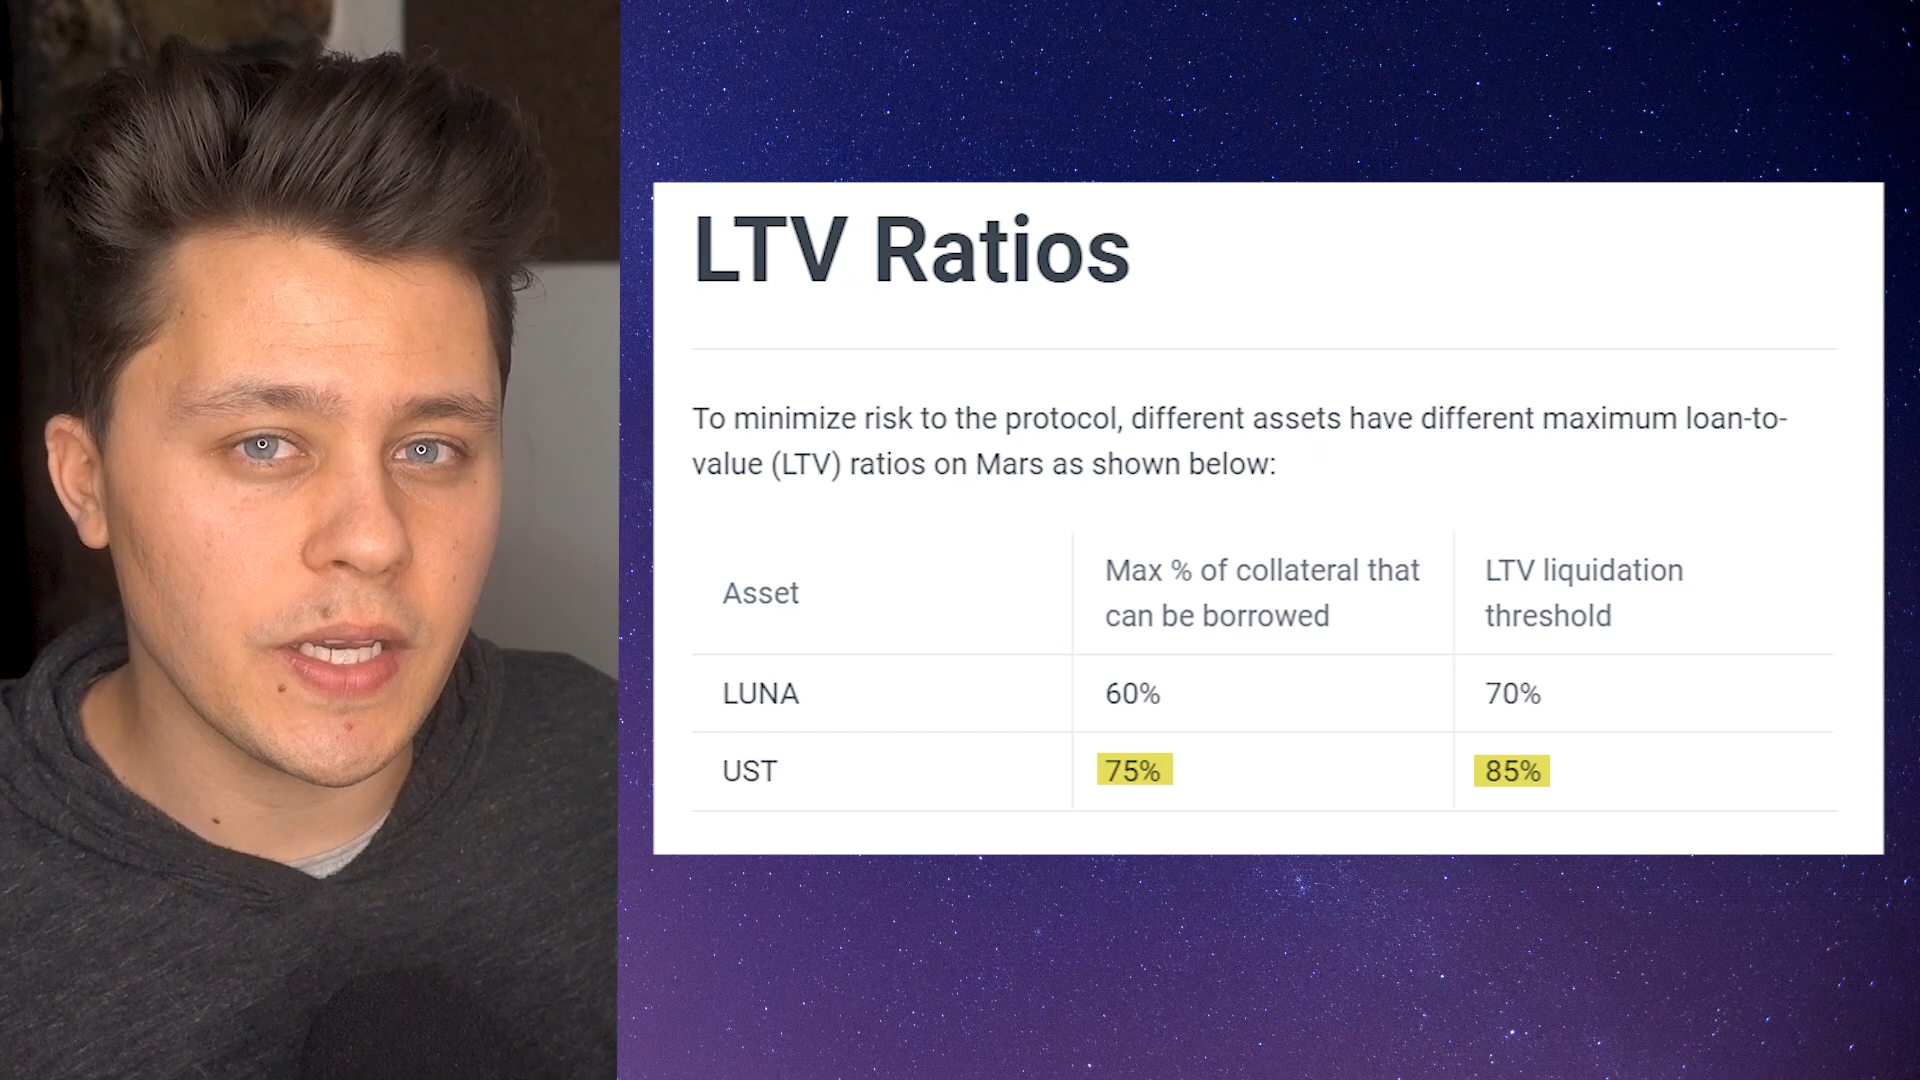 LTV Ratios
To minimize risk to the protocol, different assets have different maximum loan-to-
value (LTV) ratios on Mars as shown below:
Asset
Max % of collateral that
can be borrowed
LTV liquidation
threshold
LUNA 60% 70%
UST 75% 85%